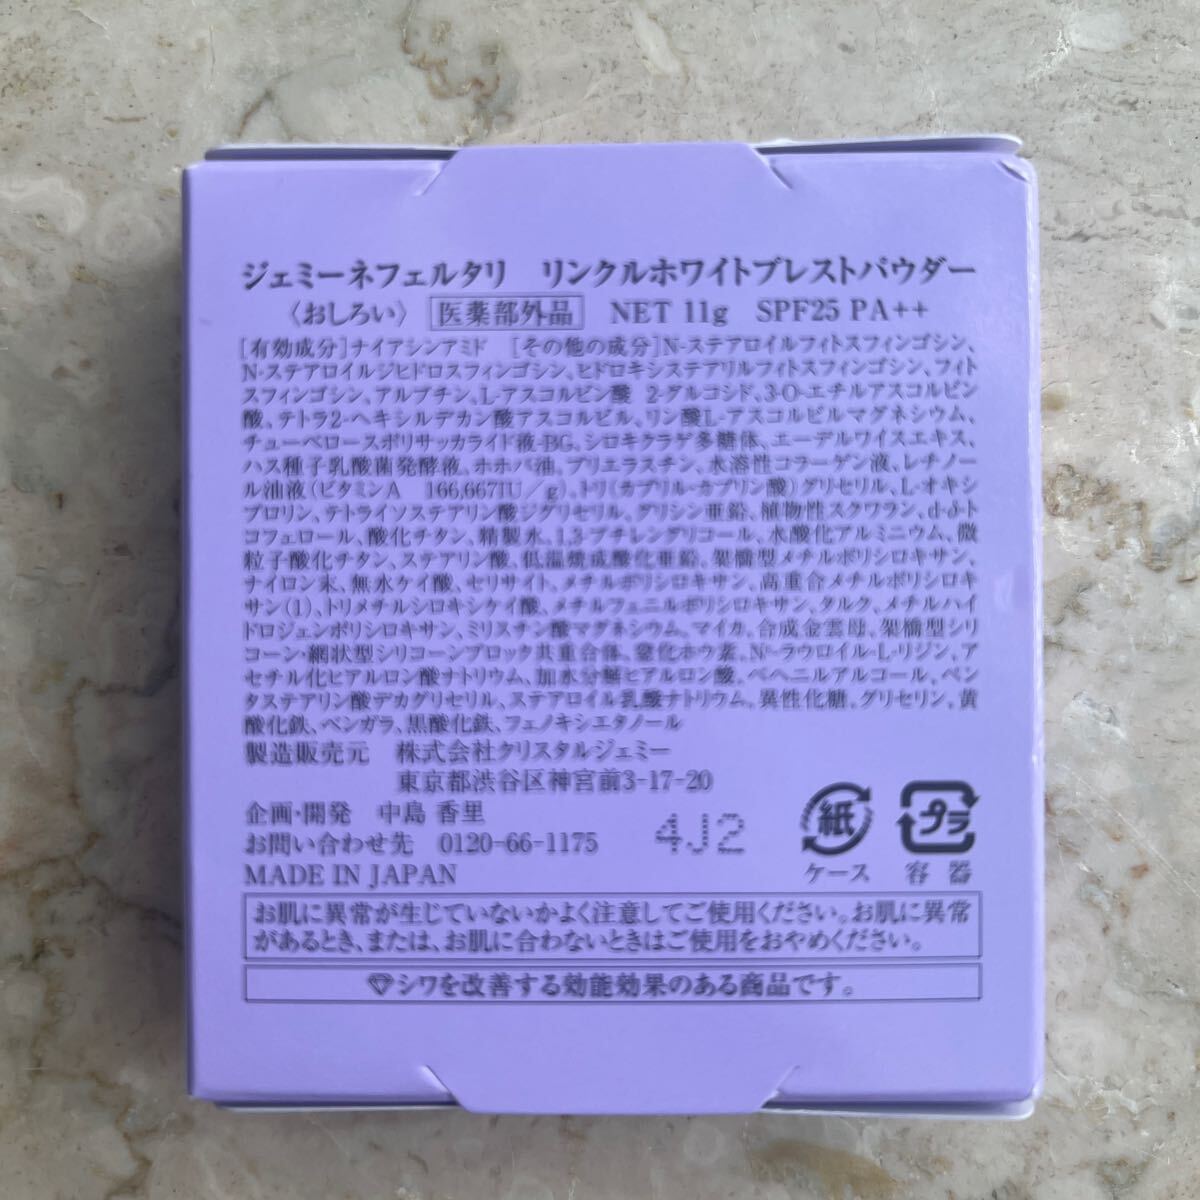 ジェミーネフェルタリ　リンクルホワイトプレストパウダー
〈おしろい〉 医薬部外品　NET 11g　SPF25 PA++
[有効成分]ナイアシンアミド　[その他の成分]N-ステアロイルフィトスフィンゴシン、
N-ステアロイルジヒドロスフィンゴシン、ヒドロキシステアリルフィトスフィンゴシン、フィト
スフィンゴシン、アルブチン、L-アスコルビン酸 2-グルコシド、3-O-エチルアスコルビン
酸、テトラ2-ヘキシルデカン酸アスコルビル、リン酸L-アスコルビルマグネシウム、
チューベロースポリサッカライド液-BG、シロキクラゲ多糖体、エーデルワイスエキス、
ハス種子乳酸菌発酵液、ホホバ油、プリエラスチン、水溶性コラーゲン液、レチノー
ル油液(ビタミンA　166,667IU/g)、トリ(カプリル・カプリン酸)グリセリル、L-オキシ
プロリン、テトライソステアリン酸ジグリセリル、グリシン亜鉛、植物性スクワラン、d-δ-ト
コフェロール、酸化チタン、精製水、1,3-ブチレングリコール、水酸化アルミニウム、微
粒子酸化チタン、ステアリン酸、低温焼成酸化亜鉛、架橋型メチルポリシロキサン、
ナイロン末、無水ケイ酸、セリサイト、メチルポリシロキサン、高重合メチルポリシロキ
サン(1)、トリメチルシロキシケイ酸、メチルフェニルポリシロキサン、タルク、メチルハイ
ドロジェンポリシロキサン、ミリスチン酸マグネシウム、マイカ、合成金雲母、架橋型シリ
コーン・網状型シリコーンブロック共重合体、窒化ホウ素、Nε-ラウロイル-L-リジン、ア
セチル化ヒアルロン酸ナトリウム、加水分解ヒアルロン酸、ベヘニルアルコール、ペン
タステアリン酸デカグリセリル、ステアロイル乳酸ナトリウム、異性化糖、グリセリン、黄
酸化鉄、ベンガラ、黒酸化鉄、フェノキシエタノール
製造販売元　株式会社クリスタルジェミー
東京都渋谷区神宮前3-17-20
企画・開発　中島 香里
お問い合わせ先　0120-66-1175
MADE IN JAPAN
4J2
紙
ケース
プラ
容器
お肌に異常が生じていないかよく注意してご使用ください。お肌に異常
があるとき、または、お肌に合わないときはご使用をおやめください。
シワを改善する効能効果のある商品です。